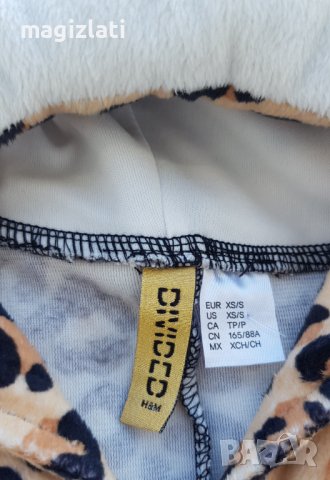 magizlati
DIVIDED
H&M
EUR XS/S
US XS/S
CA TP/P
CN 165/88A
MX XCH/CH
BAZAR